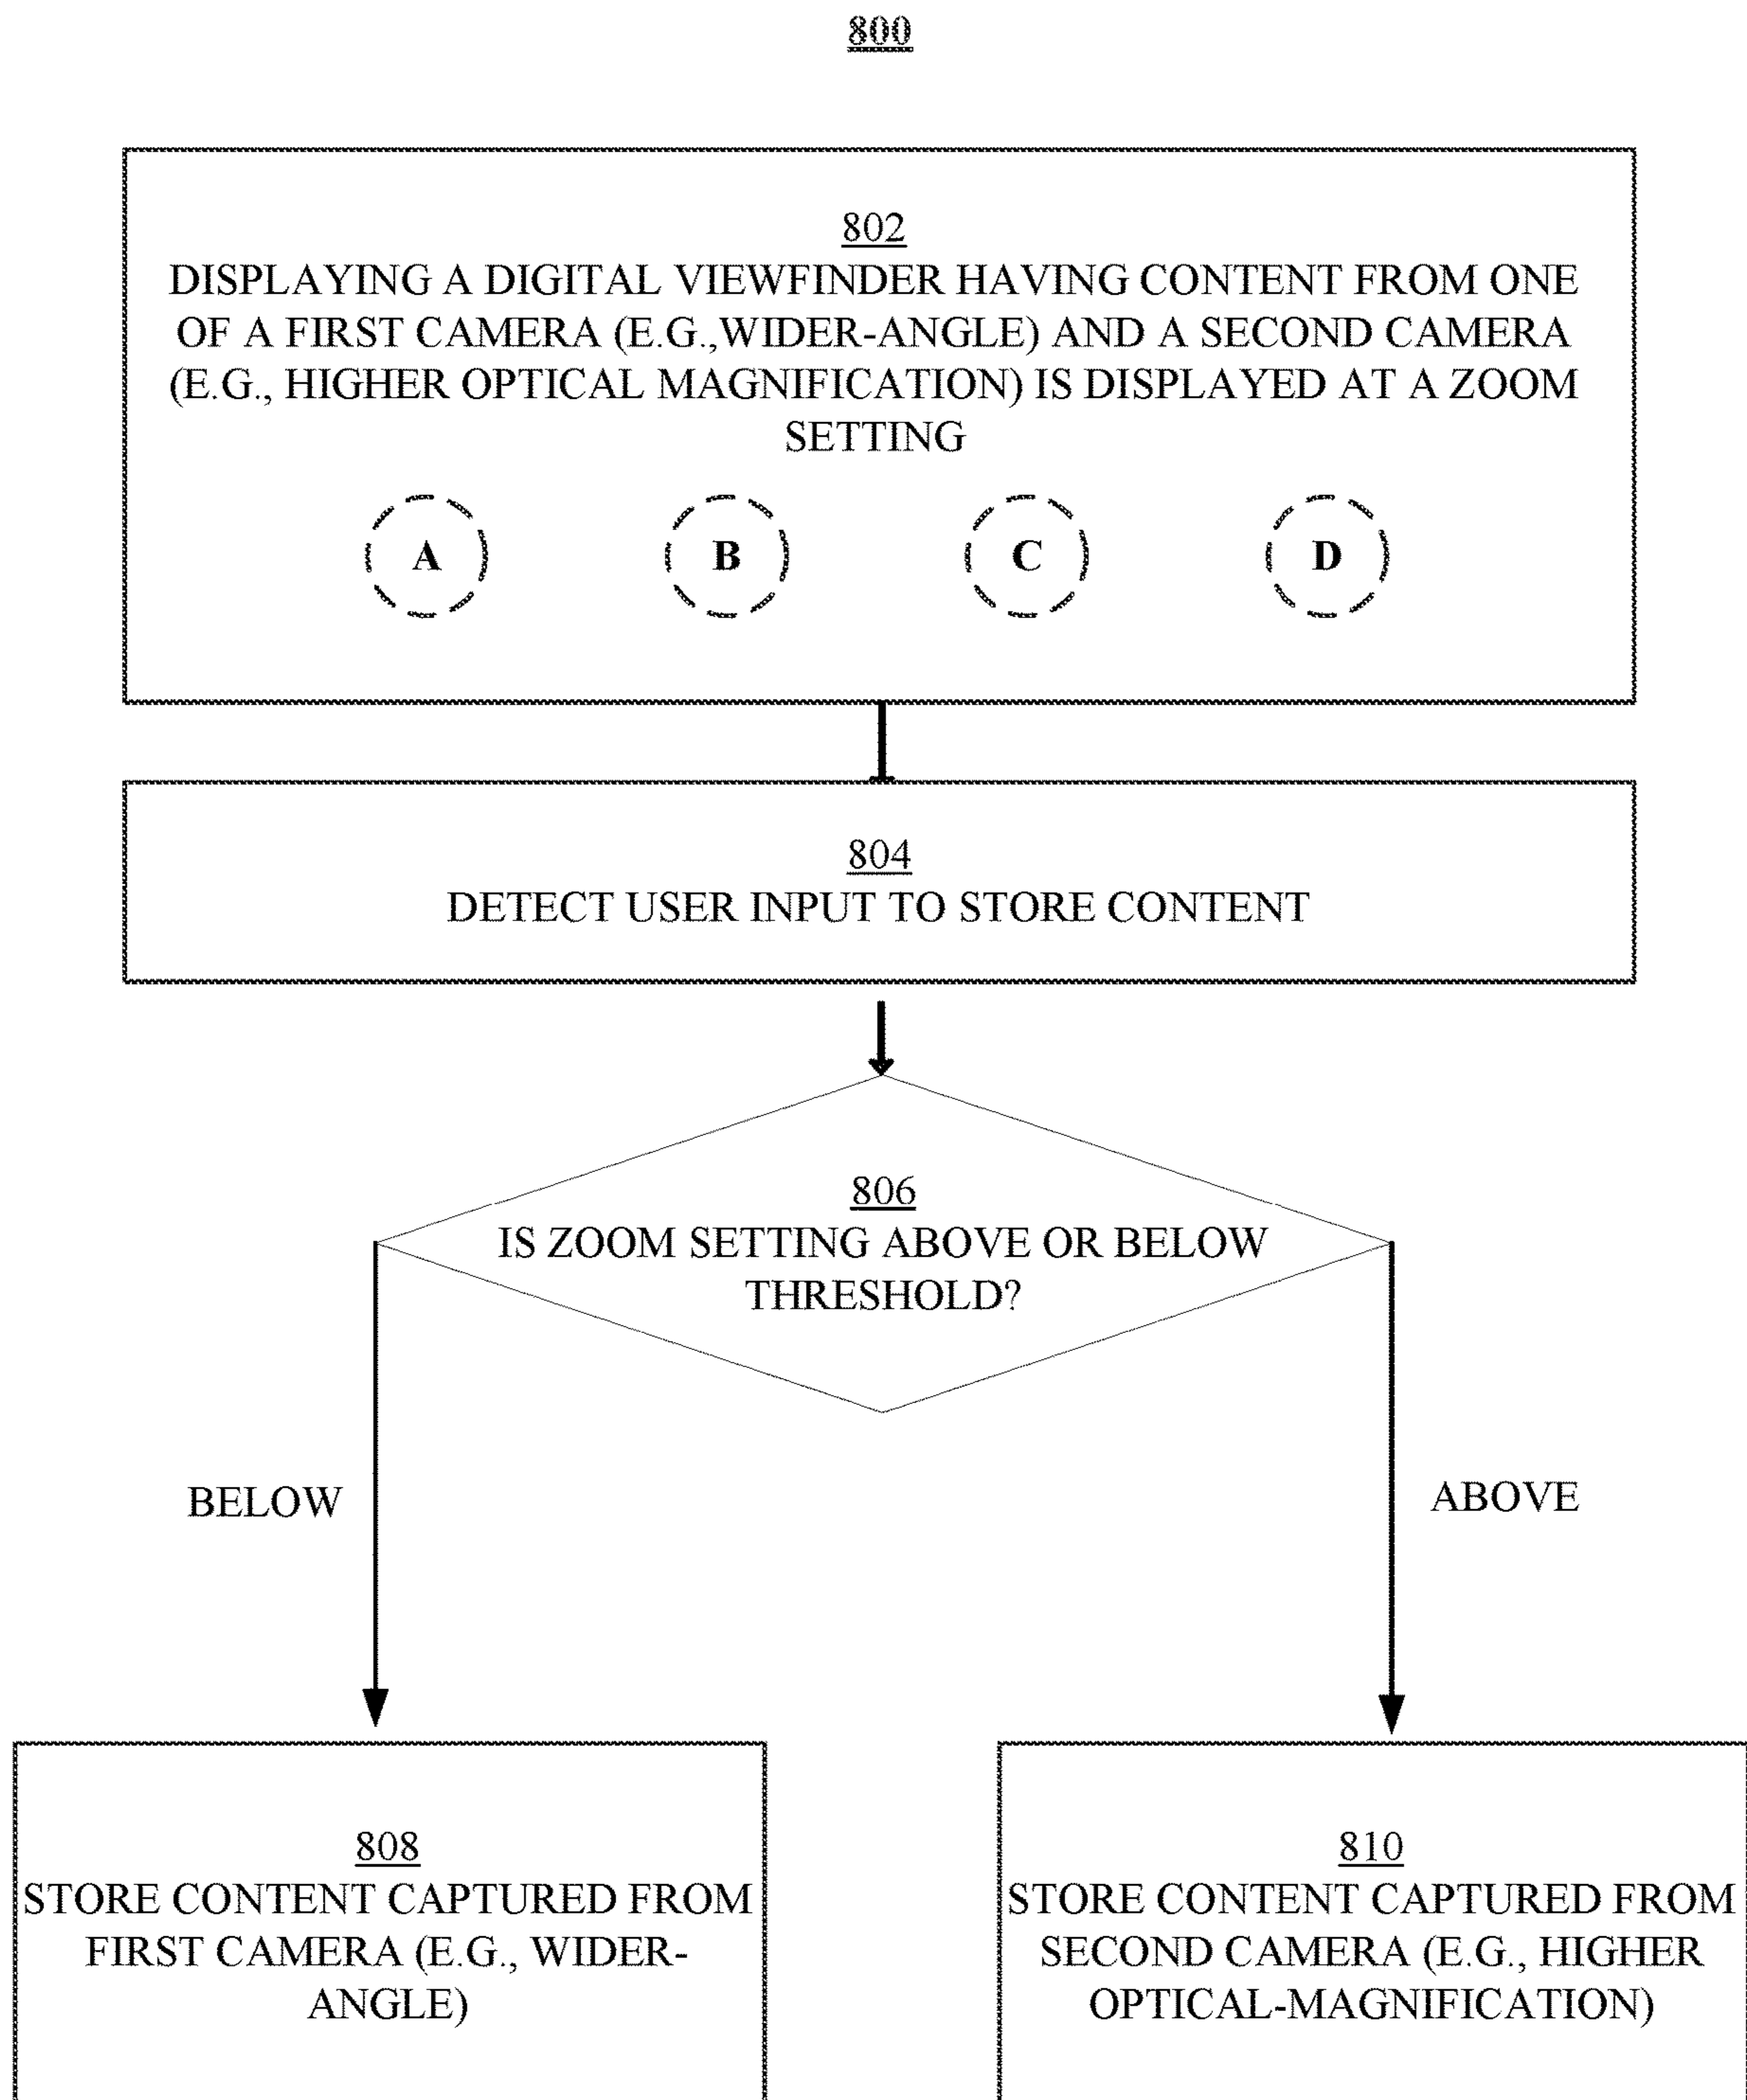 800
802
DISPLAYING A DIGITAL VIEWFINDER HAVING CONTENT FROM ONE
OF A FIRST CAMERA (E.G.,WIDER-ANGLE) AND A SECOND CAMERA
(E.G., HIGHER OPTICAL MAGNIFICATION) IS DISPLAYED AT A ZOOM
SETTING
A B C D
804
DETECT USER INPUT TO STORE CONTENT
806
IS ZOOM SETTING ABOVE OR BELOW
THRESHOLD?
BELOW
ABOVE
808
STORE CONTENT CAPTURED FROM
FIRST CAMERA (E.G., WIDER-
ANGLE)
810
STORE CONTENT CAPTURED FROM
SECOND CAMERA (E.G., HIGHER
OPTICAL-MAGNIFICATION)